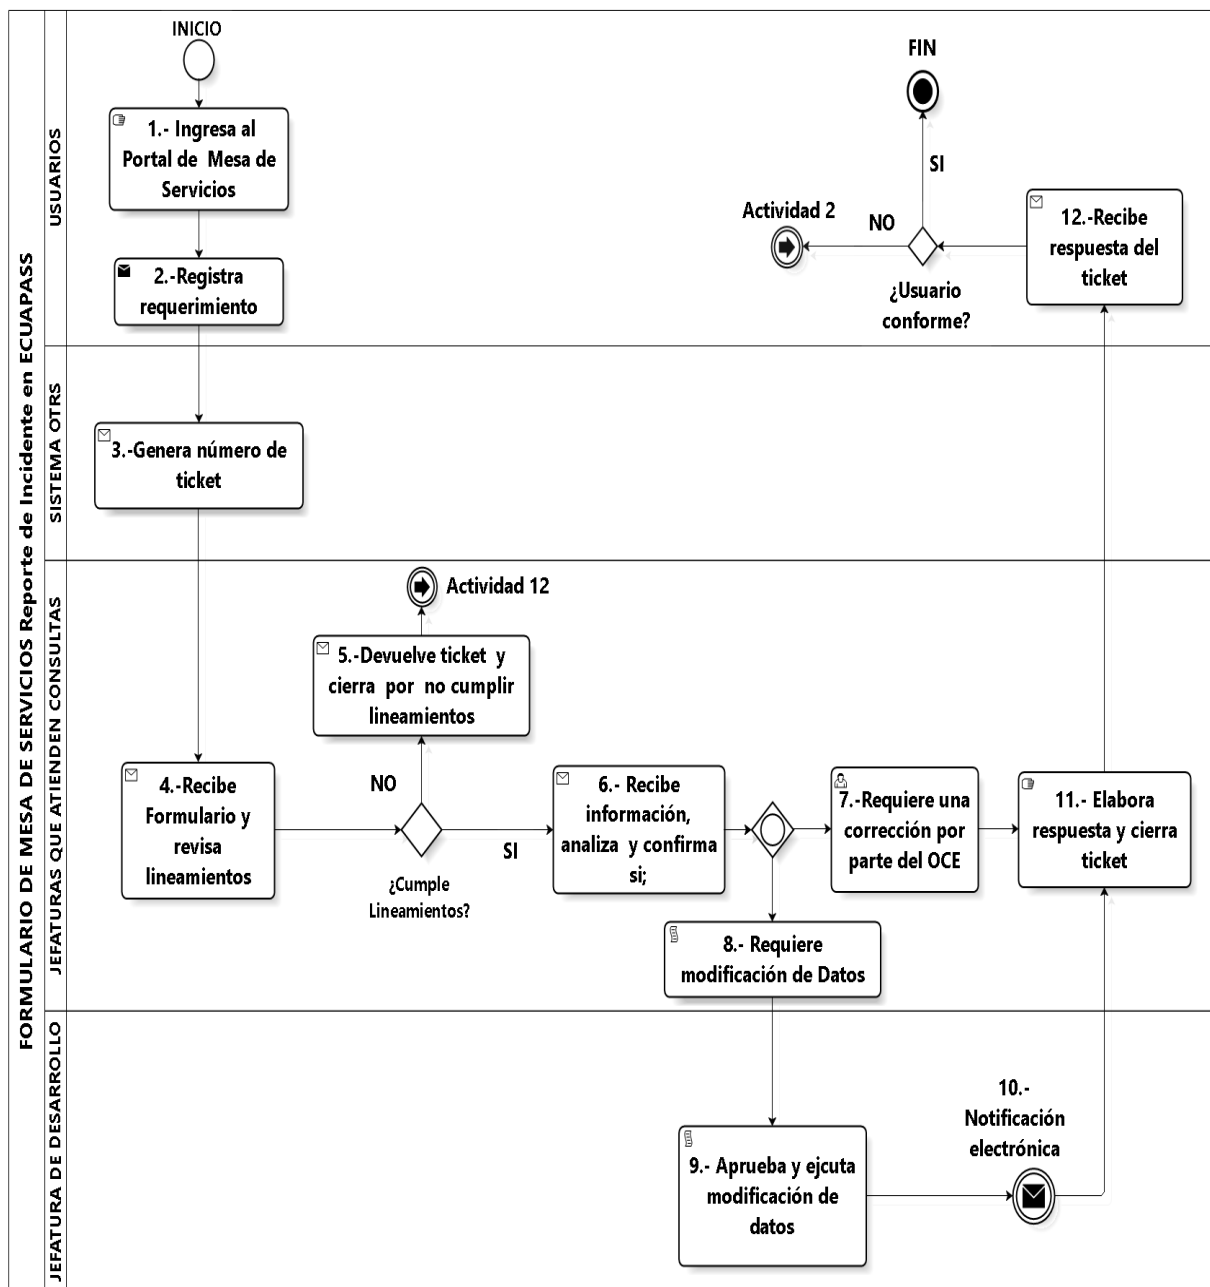 FORMULARIO DE MESA DE SERVICIOS Reporte de Incidente en ECUAPASS
USUARIOS
INICIO
1.- Ingresa al
Portal de Mesa de
Servicios
2.-Registra
requerimiento
FIN
SI
NO
Actividad 2
¿Usuario
conforme?
12.-Recibe
respuesta del
ticket
SISTEMA OTRS
3.-Genera número de
ticket
JEFATURAS QUE ATIENDEN CONSULTAS
Actividad 12
5.-Devuelve ticket y
cierra por no cumplir
lineamientos
NO
4.-Recibe
Formulario y
revisa
lineamientos
¿Cumple
Lineamientos?
SI
6.- Recibe
información,
analiza y confirma
si;
7.-Requiere una
corrección por
parte del OCE
11.- Elabora
respuesta y cierra
ticket
8.- Requiere
modificación de Datos
JEFATURA DE DESARROLLO
9.- Aprueba y ejcuta
modificación de
datos
10.-
Notificación
electrónica